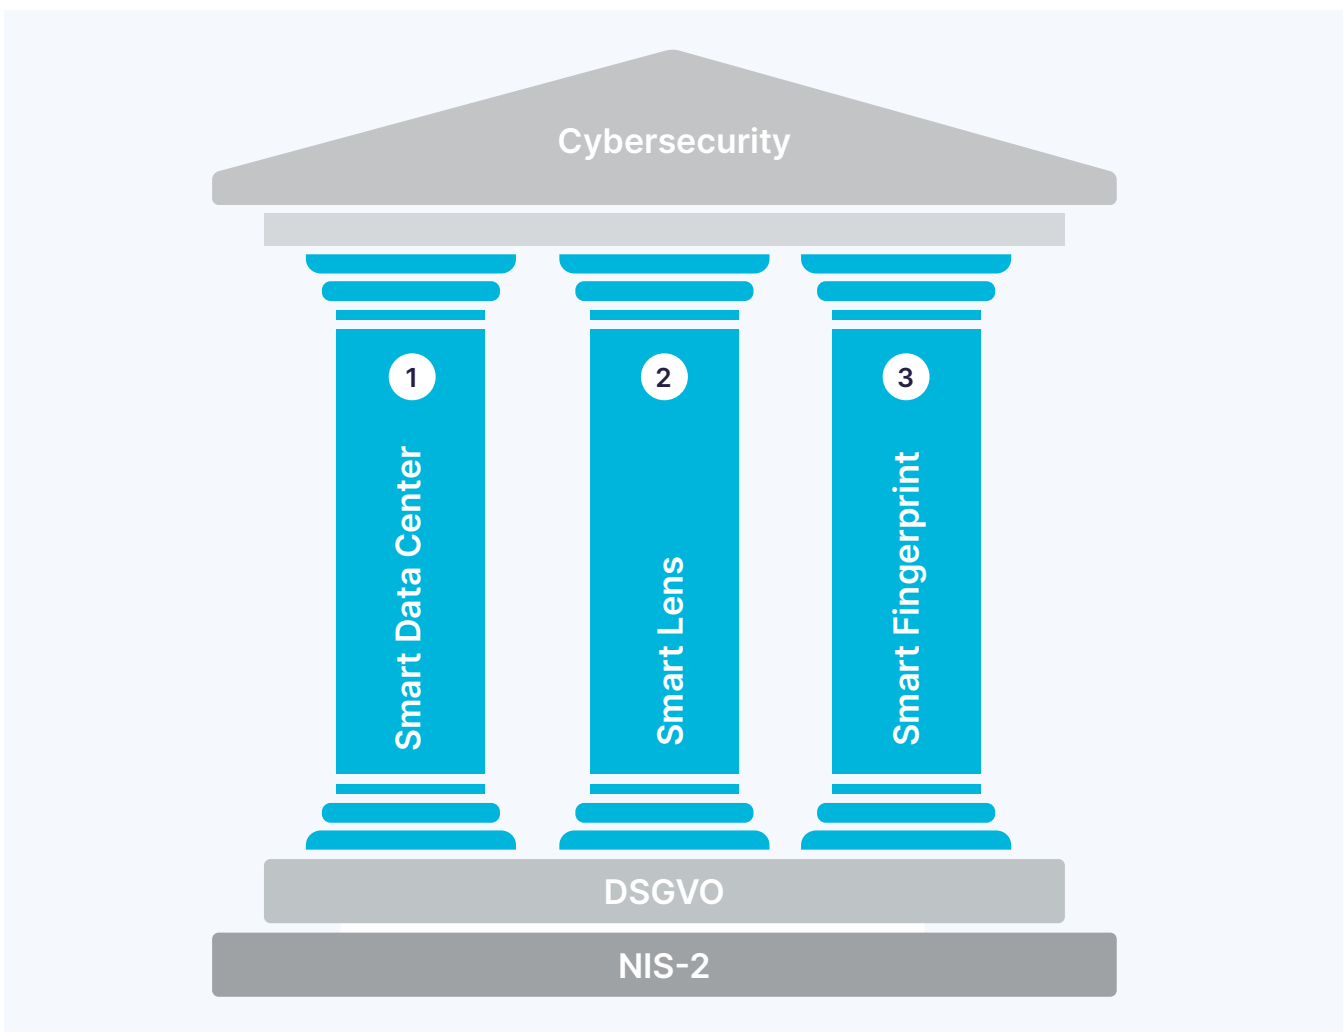 Cybersecurity
1
Smart Data Center
2
Smart Lens
3
Smart Fingerprint
DSGVO
NIS-2